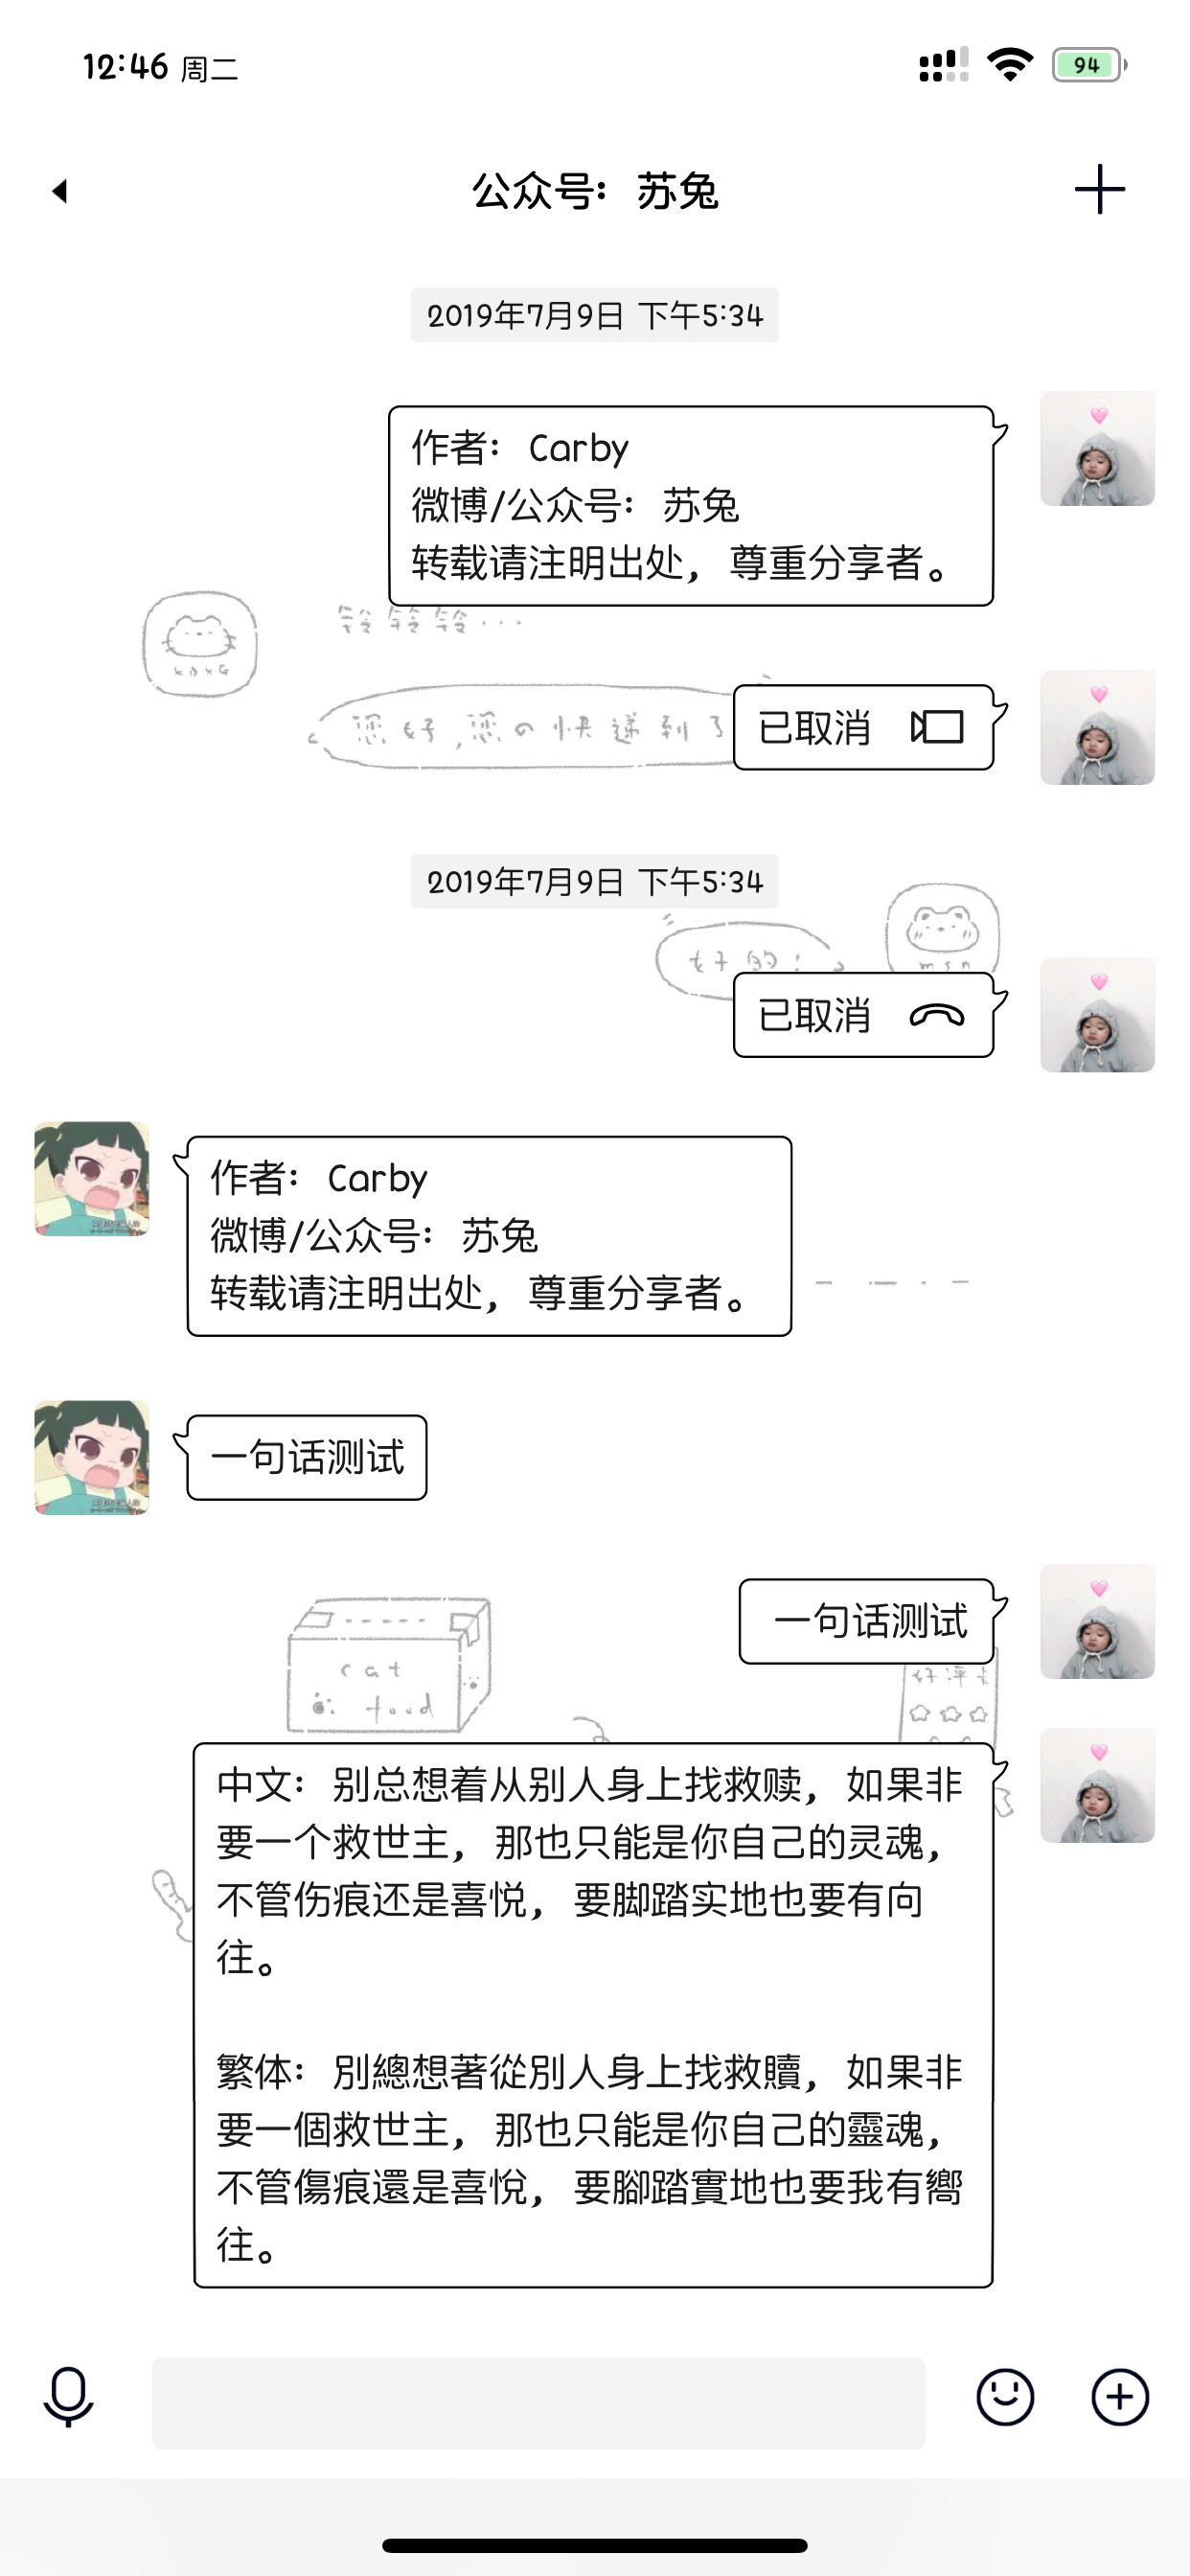 12:46 周二
94
公众号：苏兔
2019年7月9日 下午5:34
作者：Carby
微博/公众号：苏兔
转载请注明出处，尊重分享者。
铃铃铃...
您好,您の快递到了
已取消
2019年7月9日 下午5:34
好的!
已取消
作者：Carby
微博/公众号：苏兔
转载请注明出处，尊重分享者。
一句话测试
一句话测试
cat
food
好评卡
中文：别总想着从别人身上找救赎，如果非
要一个救世主，那也只能是你自己的灵魂，
不管伤痕还是喜悦，要脚踏实地也要有向
往。
繁体：別總想著從別人身上找救贖，如果非
要一個救世主，那也只能是你自己的靈魂，
不管傷痕還是喜悅，要腳踏實地也要我有嚮
往。